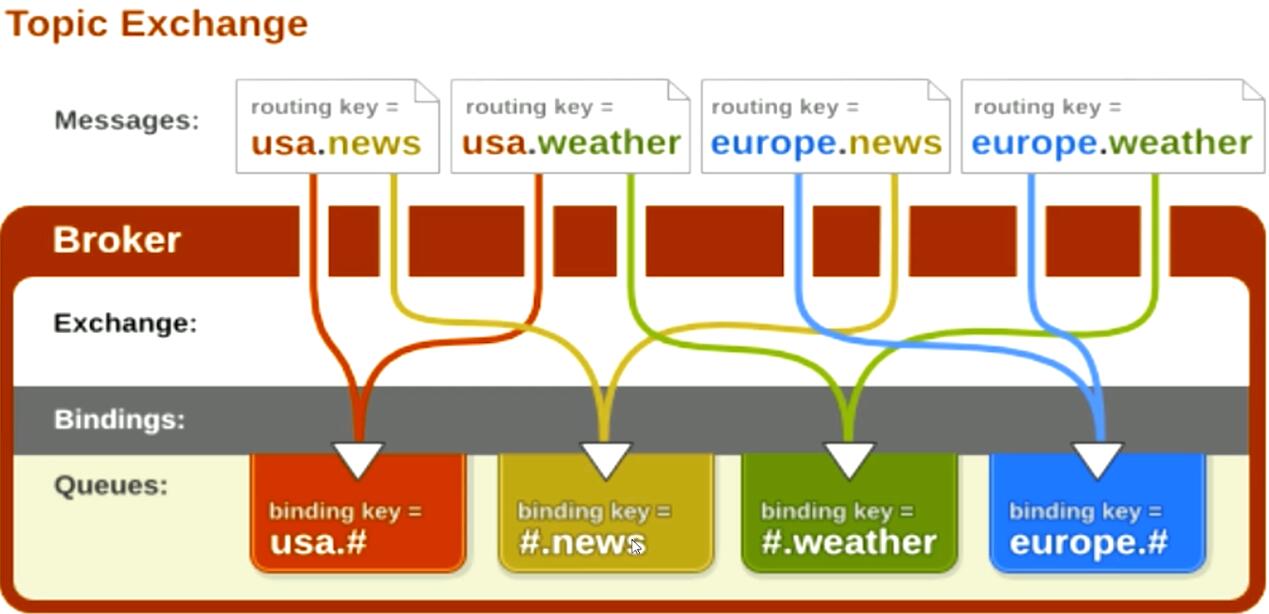 Topic Exchange
Messages:
routing key =
usa.news
routing key =
usa.weather
routing key =
europe.news
routing key =
europe.weather
Broker
Exchange:
Bindings:
Queues:
binding key =
usa.#
binding key =
#.news
binding key =
#.weather
binding key =
europe.#